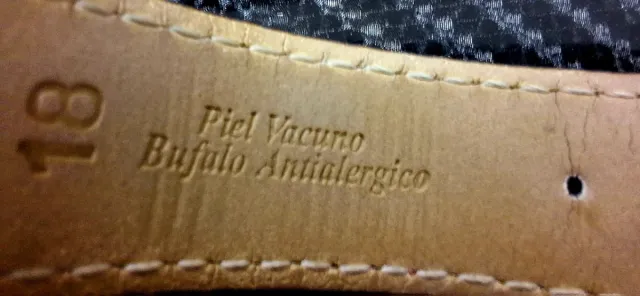 18
Piel Vacuno
Bufalo Antialergico